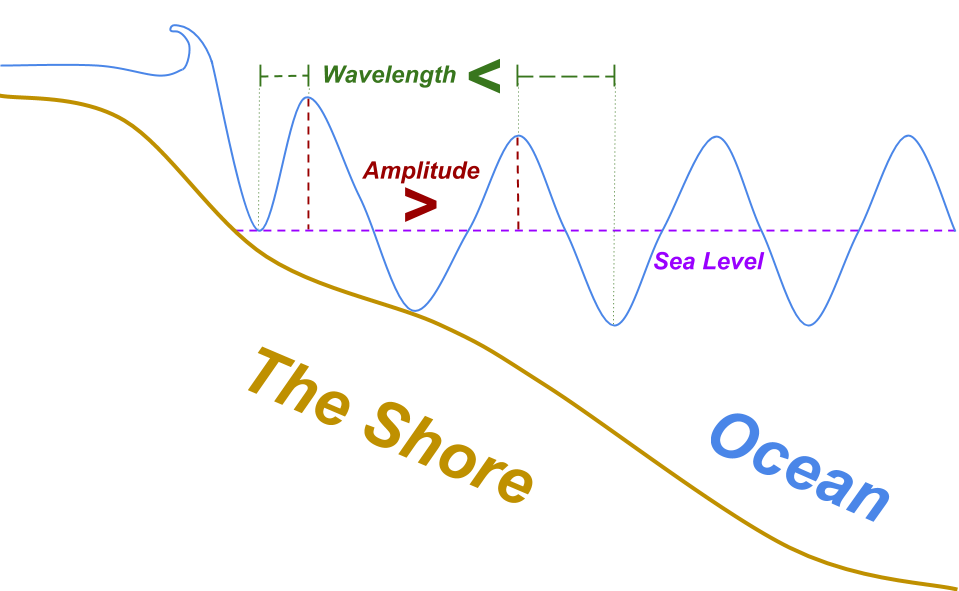 Wavelength <
Amplitude
>
Sea Level
The Shore
Ocean